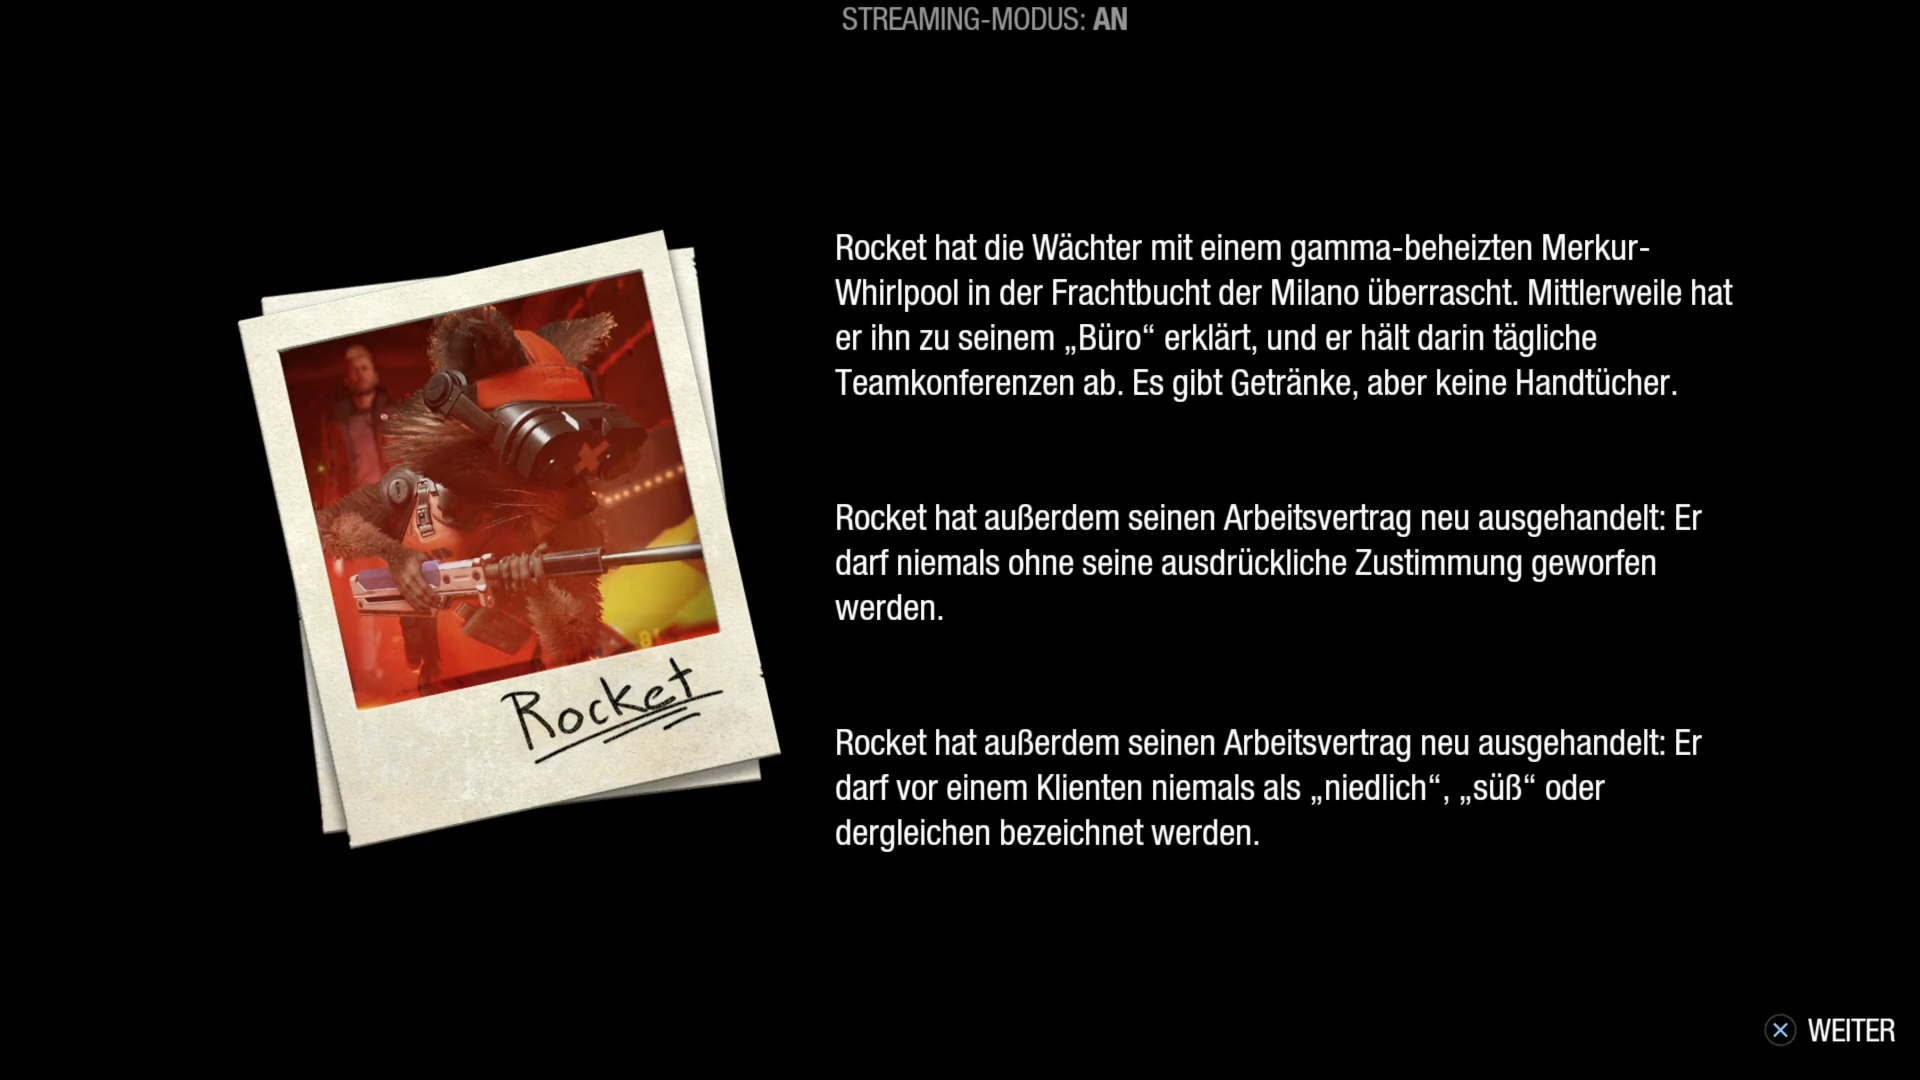 STREAMING-MODUS: AN
Rocket hat die Wächter mit einem gamma-beheizten Merkur-
Whirlpool in der Frachtbucht der Milano überrascht. Mittlerweile hat
er ihn zu seinem „Büro“ erklärt, und er hält darin tägliche
Teamkonferenzen ab. Es gibt Getränke, aber keine Handtücher.
Rocket hat außerdem seinen Arbeitsvertrag neu ausgehandelt: Er
darf niemals ohne seine ausdrückliche Zustimmung geworfen
werden.
Rocket hat außerdem seinen Arbeitsvertrag neu ausgehandelt: Er
darf vor einem Klienten niemals als „niedlich“, „süß“ oder
dergleichen bezeichnet werden.
Rocket
WEITER